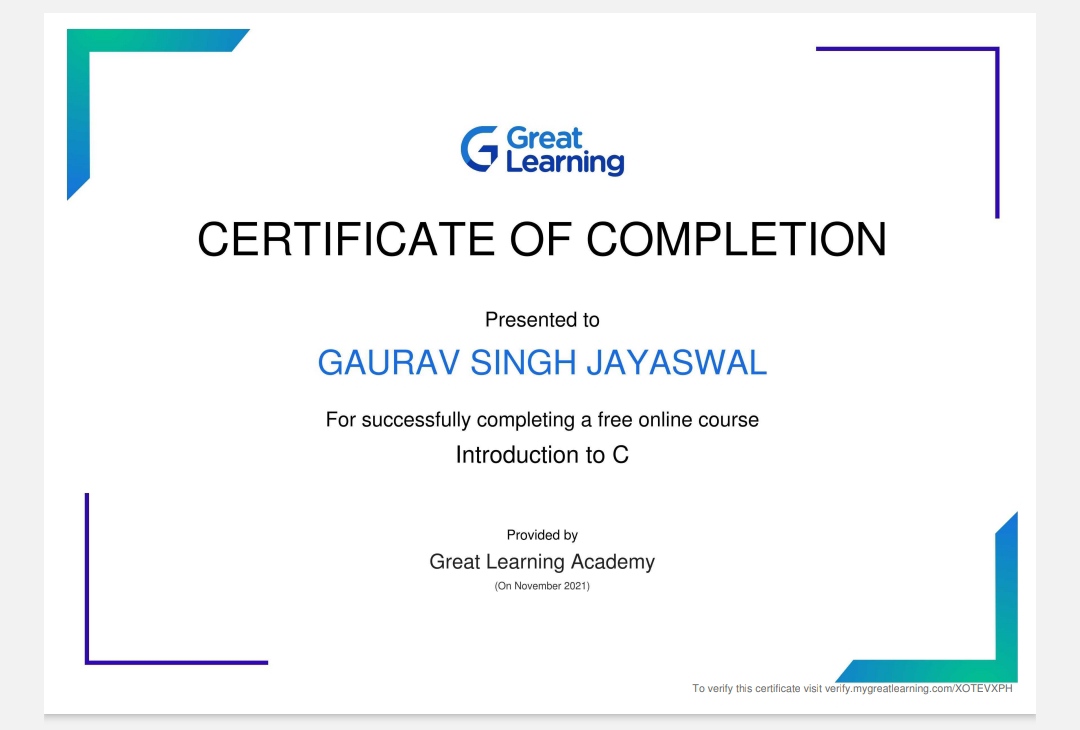 Great
Learning
CERTIFICATE OF COMPLETION
Presented to
GAURAV SINGH JAYASWAL
For successfully completing a free online course
Introduction to C
Provided by
Great Learning Academy
(On November 2021)
To verify this certificate visit verify.mygreatlearning.com/XOTEVXPH